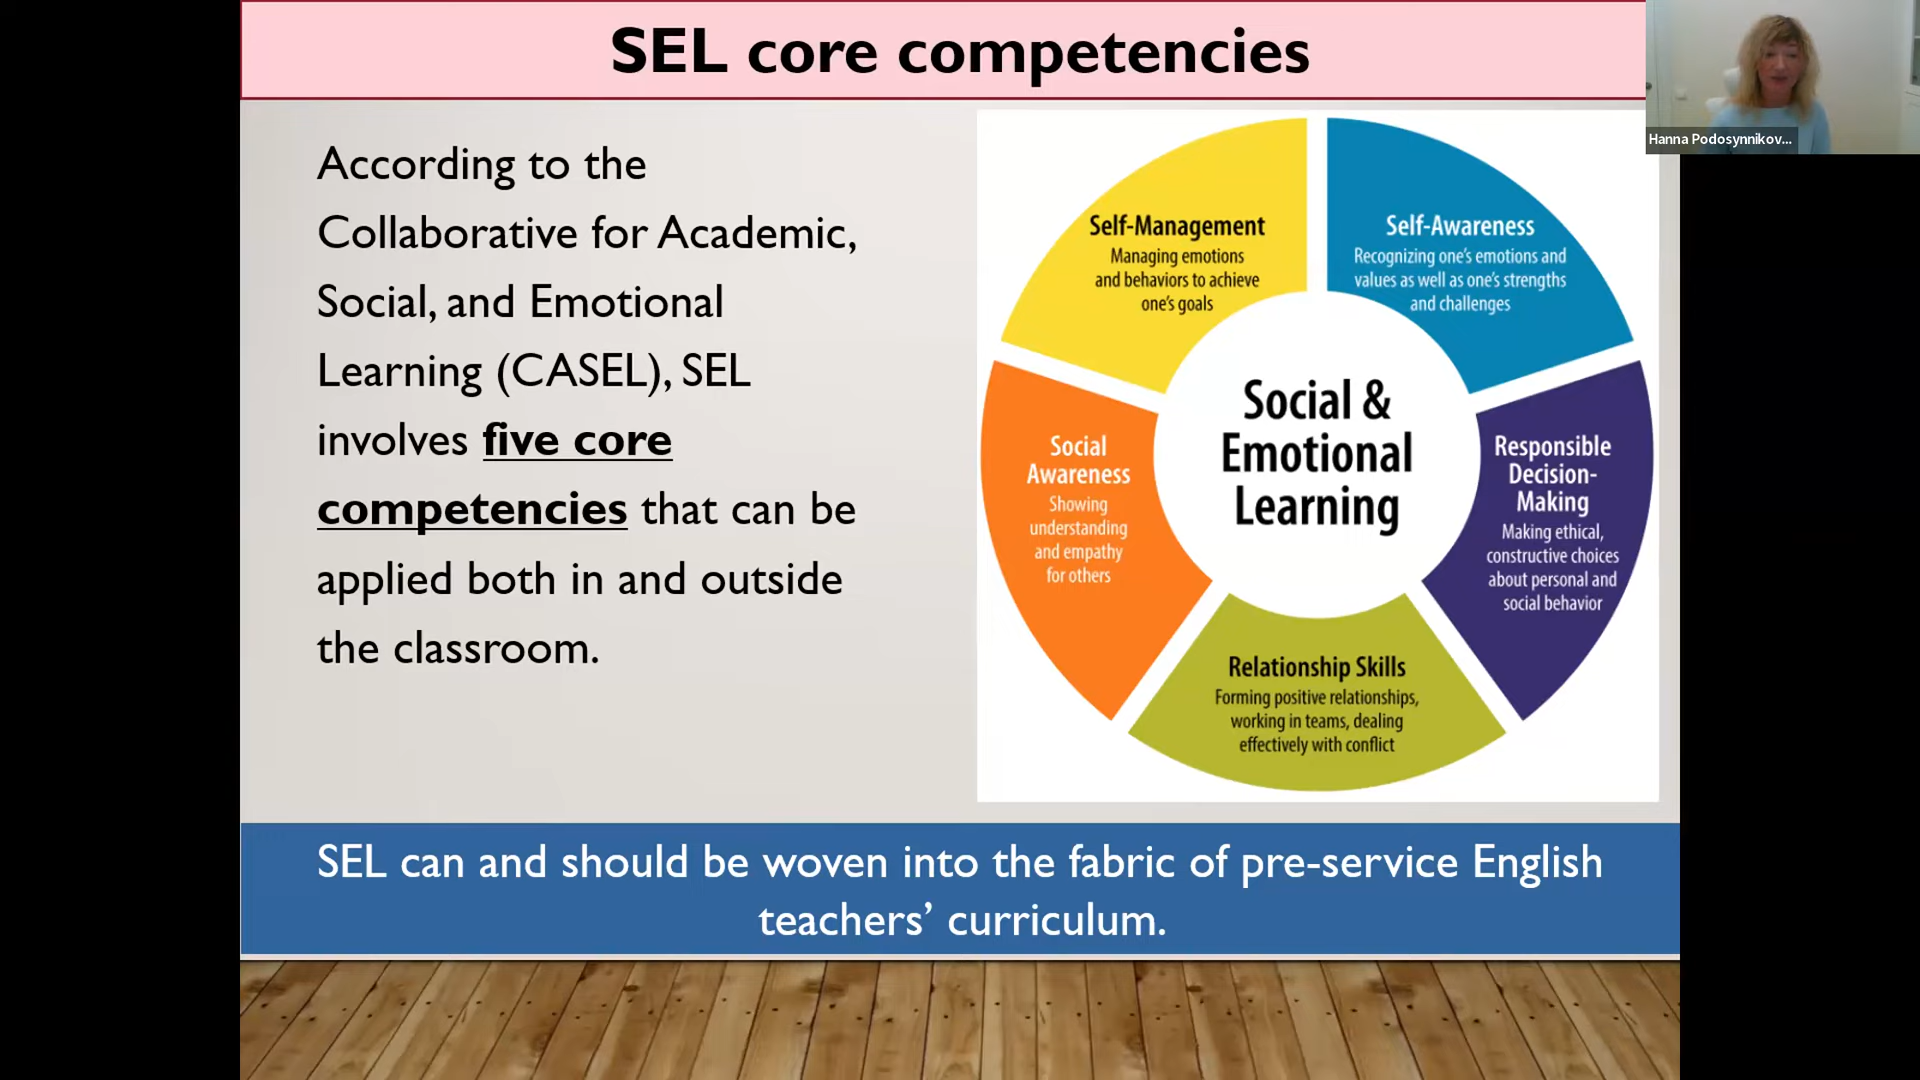 SEL core competencies
Hanna Podosynnikov...
According to the
Collaborative for Academic,
Social, and Emotional
Learning (CASEL), SEL
involves five core
competencies that can be
applied both in and outside
the classroom.
Self-Management
Managing emotions
and behaviors to achieve
one's goals
Self-Awareness
Recognizing one's emotions and
values as well as one's strengths
and challenges
Social &
Emotional
Learning
Social
Awareness
Showing
understanding
and empathy
for others
Responsible
Decision-
Making
Making ethical,
constructive choices
about personal and
social behavior
Relationship Skills
Forming positive relationships,
working in teams, dealing
effectively with conflict
SEL can and should be woven into the fabric of pre-service English
teachers’ curriculum.